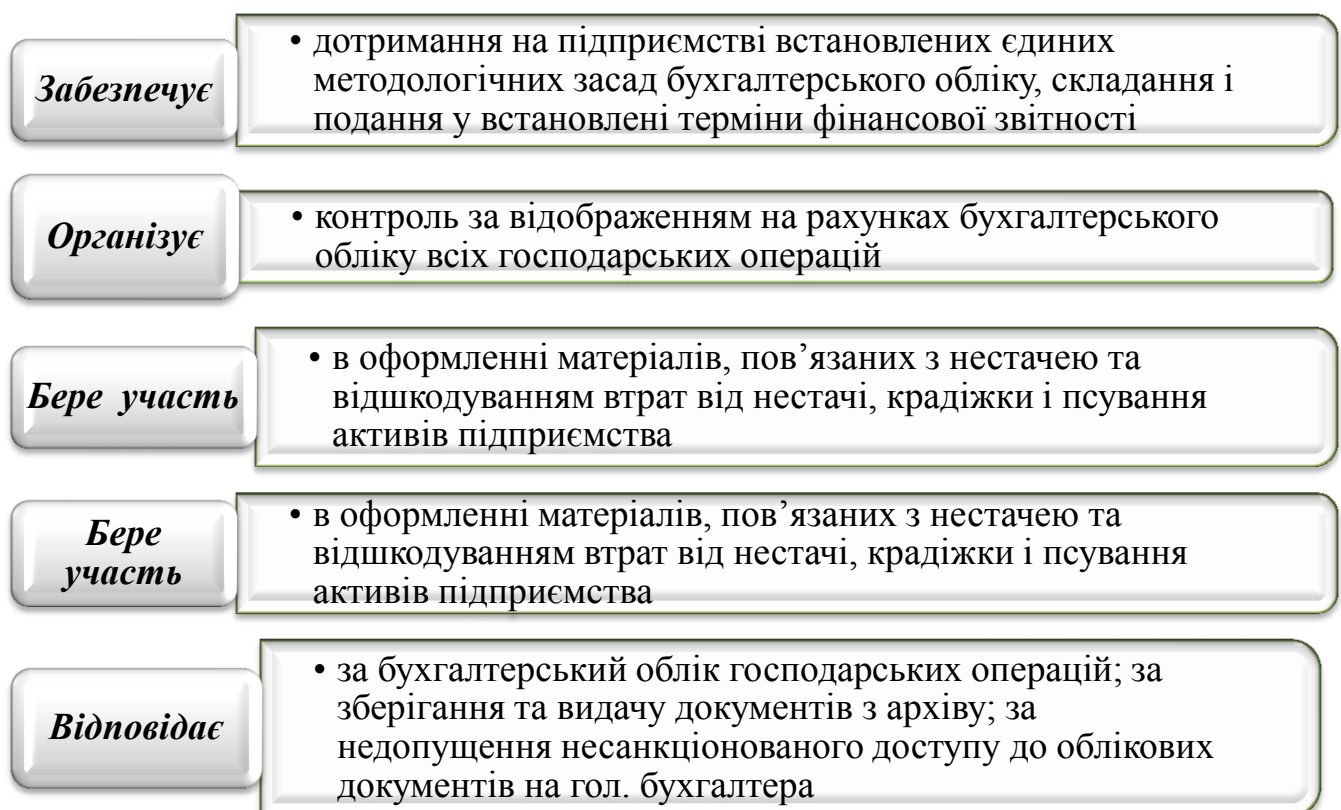 Забезпечує
• дотримання на підприємстві встановлених єдиних
методологічних засад бухгалтерського обліку, складання і
подання у встановлені терміни фінансової звітності
Організує
• контроль за відображенням на рахунках бухгалтерського
обліку всіх господарських операцій
Бере участь
• в оформленні матеріалів, пов’язаних з нестачею та
відшкодуванням втрат від нестачі, крадіжки і псування
активів підприємства
Бере
участь
• в оформленні матеріалів, пов’язаних з нестачею та
відшкодуванням втрат від нестачі, крадіжки і псування
активів підприємства
Відповідає
• за бухгалтерський облік господарських операцій; за
зберігання та видачу документів з архіву; за
недопущення несанкціонованого доступу до облікових
документів на гол. бухгалтера